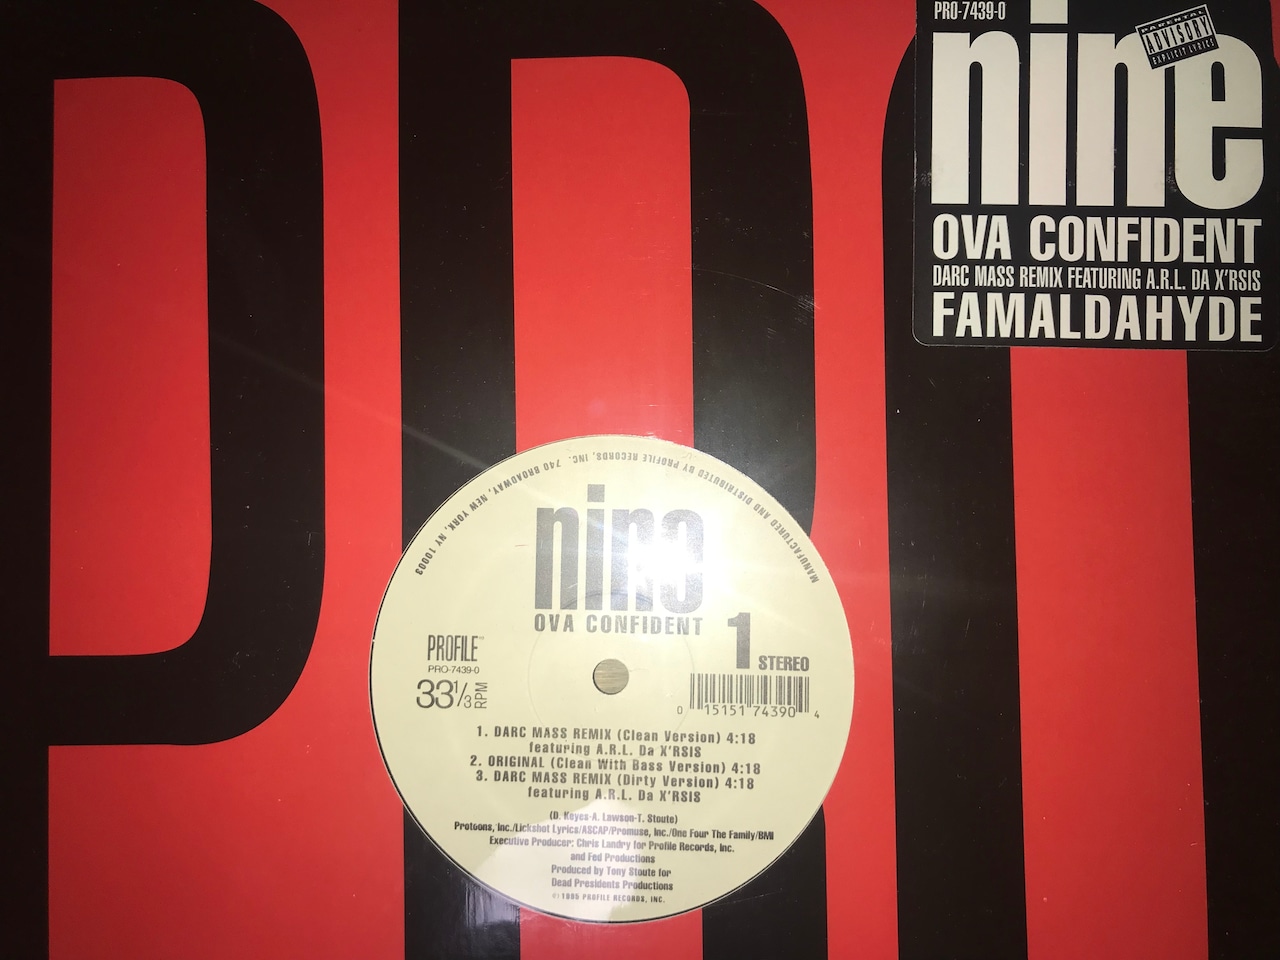 PRO-7439-0
nine
PARENTAL
ADVISORY
EXPLICIT LYRICS
OVA CONFIDENT
DARC MASS REMIX FEATURING A.R.L. DA X'RSIS
FAMALDAHYDE
MANUFACTURED AND DISTRIBUTED BY PROFILE RECORDS, INC. 740 BROADWAY, NEW YORK, NY 10003
nine
OVA CONFIDENT
1
STEREO
PROFILE
PRO-7439-0
33 1/3 RPM
0 15151 74390 4
1. DARC MASS REMIX (Clean Version) 4:18
featuring A.R.L. Da X'RSIS
2. ORIGINAL (Clean With Bass Version) 4:18
3. DARC MASS REMIX (Dirty Version) 4:18
featuring A.R.L. Da X'RSIS
(D. Keyes-A. Lawson-T. Stoute)
Protoons, Inc./Lickshot Lyrics/ASCAP/Promuse, Inc./One Four The Family/BMI
Executive Producer: Chris Landry for Profile Records, Inc.
and Fed Productions
Produced by Tony Stoute for
Dead Presidents Productions
℗ © 1995 PROFILE RECORDS, INC.